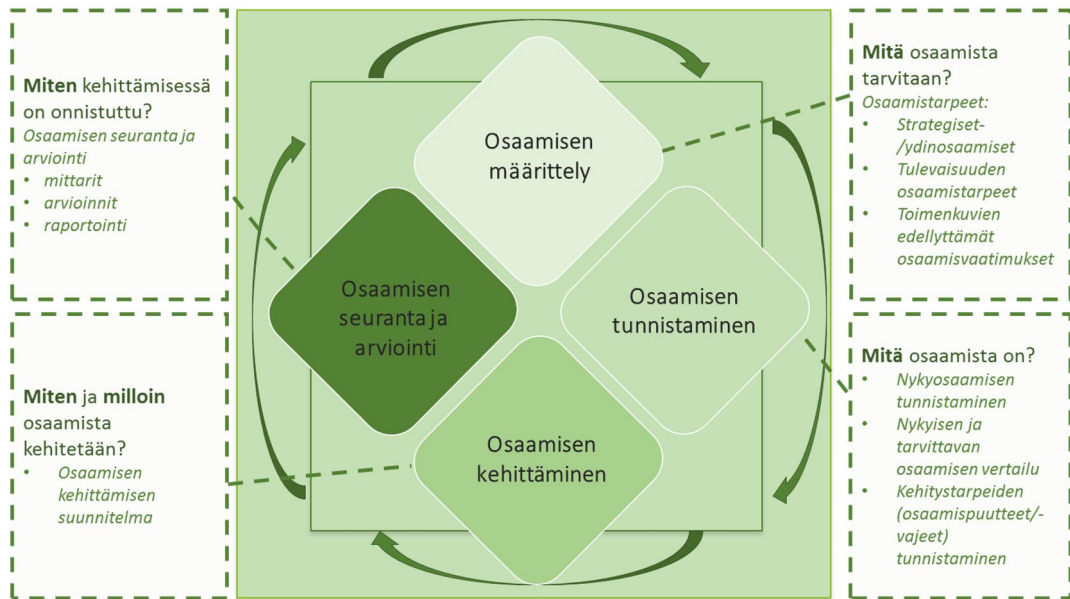 Miten kehittämisessä
on onnistuttu?
Osaamisen seuranta ja
arviointi
• mittarit
• arvioinnit
• raportointi
Miten ja milloin
osaamista
kehitetään?
• Osaamisen
kehittämisen
suunnitelma
Osaamisen
määrittely
Osaamisen
seuranta ja
arviointi
Osaamisen
tunnistaminen
Osaamisen
kehittäminen
Mitä osaamista
tarvitaan?
Osaamistarpeet:
• Strategiset-
/ydinosaamiset
• Tulevaisuuden
osaamistarpeet
• Toimenkuvien
edellyttämät
osaamisvaatimukset
Mitä osaamista on?
• Nykyosaamisen
tunnistaminen
• Nykyisen ja
tarvittavan
osaamisen vertailu
• Kehitystarpeiden
(osaamispuutteet/-
vajeet)
tunnistaminen